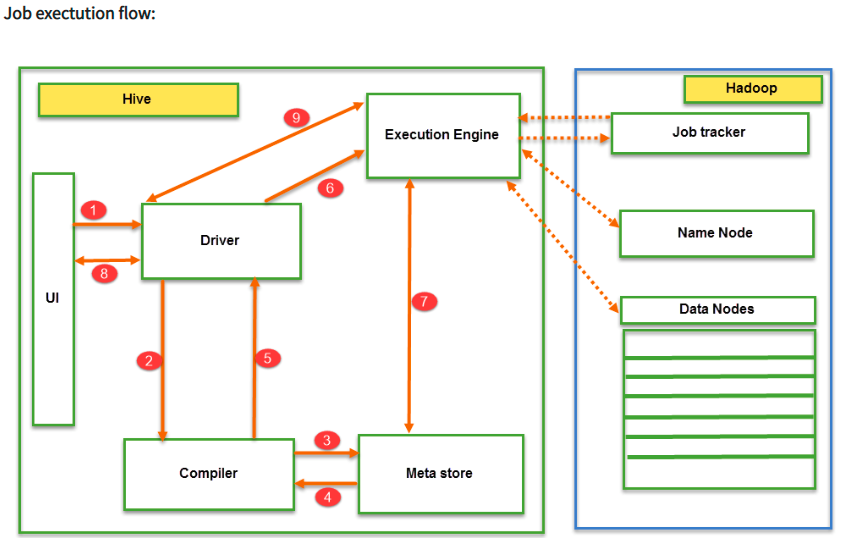 Job exectution flow:
Hive
Hadoop
Execution Engine
Job tracker
9
6
1
Driver
Name Node
8
UI
7
Data Nodes
2
5
3
Compiler
Meta store
4